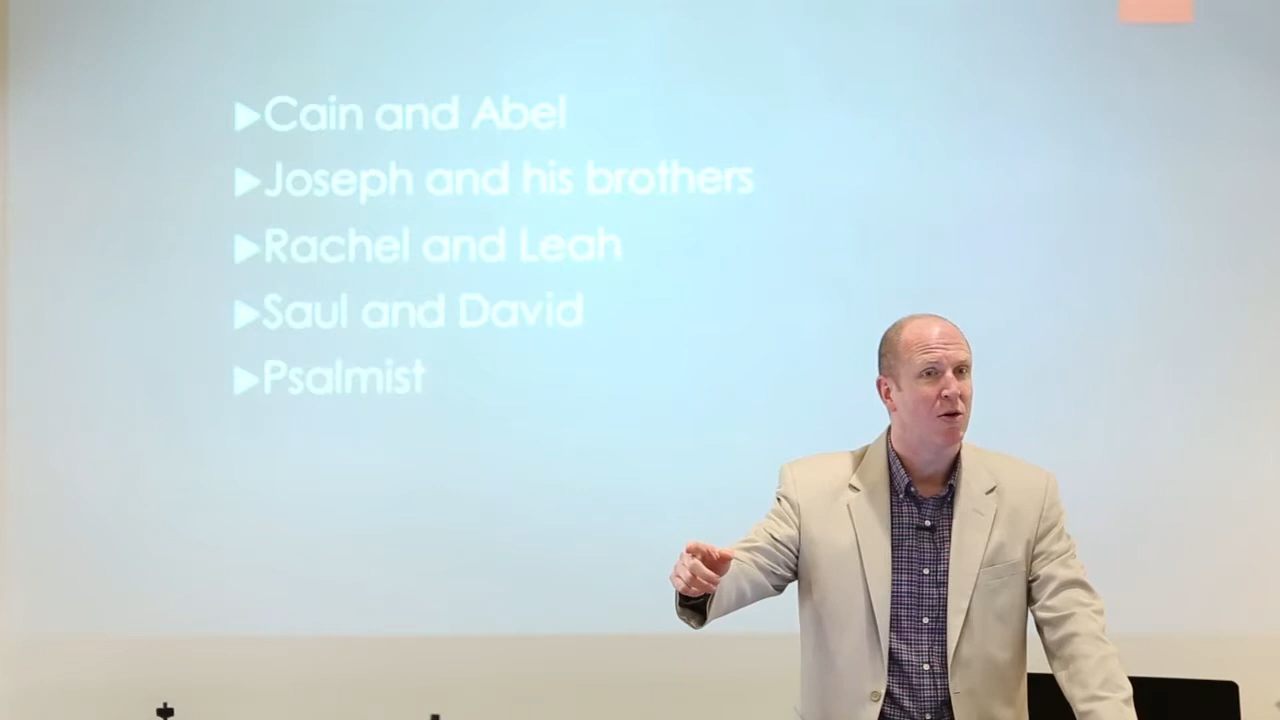 ▶Cain and Abel
▶Joseph and his brothers
▶Rachel and Leah
▶Saul and David
▶Psalmist